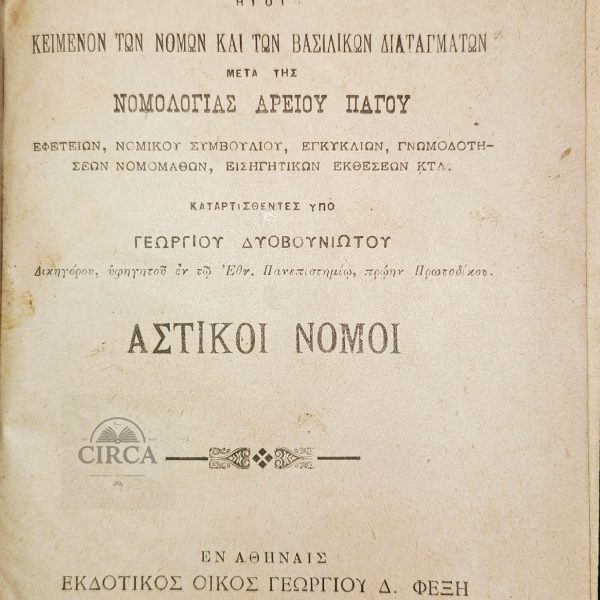 ΗΤΟΙ
ΚΕΙΜΕΝΟΝ ΤΩΝ ΝΟΜΩΝ ΚΑΙ ΤΩΝ ΒΑΣΙΛΙΚΩΝ ΔΙΑΤΑΓΜΑΤΩΝ
ΜΕΤΑ ΤΗΣ
ΝΟΜΟΛΟΓΙΑΣ ΑΡΕΙΟΥ ΠΑΓΟΥ
ΕΦΕΤΕΙΩΝ, ΝΟΜΙΚΟΥ ΣΥΜΒΟΥΛΙΟΥ, ΕΓΚΥΚΛΙΩΝ, ΓΝΩΜΟΔΟΤΗ-
ΣΕΩΝ ΝΟΜΟΜΑΘΩΝ, ΕΙΣΗΓΗΤΙΚΩΝ ΕΚΘΕΣΕΩΝ ΚΤΛ.
ΚΑΤΑΡΤΙΣΘΕΝΤΕΣ ΥΠΟ
ΓΕΩΡΓΙΟΥ ΔΥΟΒΟΥΝΙΩΤΟΥ
Δικηγόρου, ὑφηγητοῦ ἐν τῷ Ἐθν. Πανεπιστημίῳ, πρῴην Πρωτοδίκου.
ΑΣΤΙΚΟΙ ΝΟΜΟΙ
CIRCA
ΕΝ ΑΘΗΝΑΙΣ
ΕΚΔΟΤΙΚΟΣ ΟΙΚΟΣ ΓΕΩΡΓΙΟΥ Δ. ΦΕΞΗ